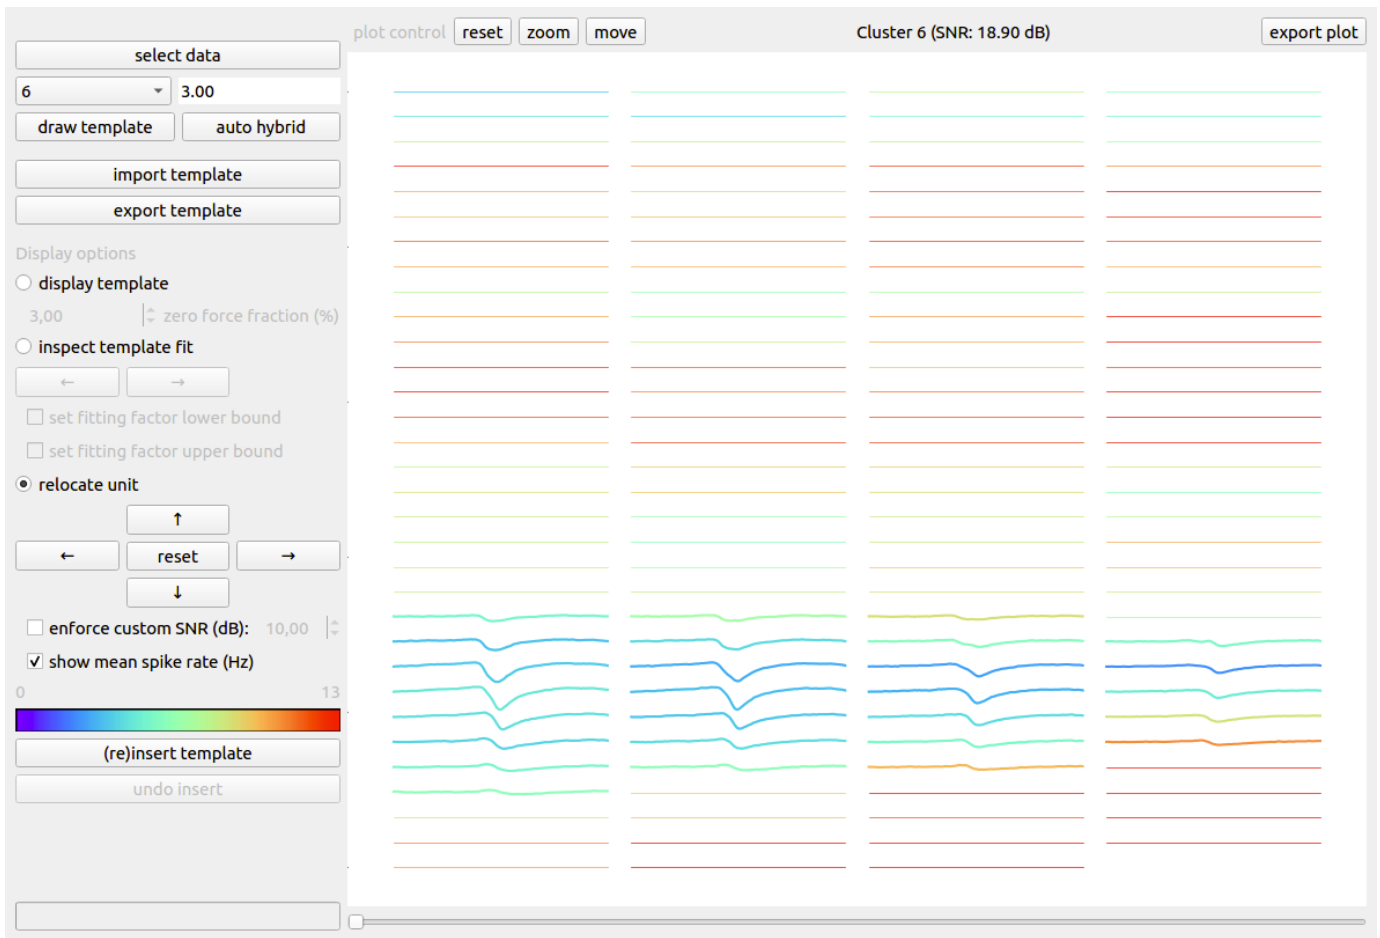 plot control reset zoom move Cluster 6 (SNR: 18.90 dB) export plot
select data
6 3.00
draw template auto hybrid
import template
export template
Display options
display template
3,00 zero force fraction (%)
inspect template fit
← →
set fitting factor lower bound
set fitting factor upper bound
relocate unit
↑
← reset →
↓
enforce custom SNR (dB): 10,00
show mean spike rate (Hz)
0 13
(re)insert template
undo insert